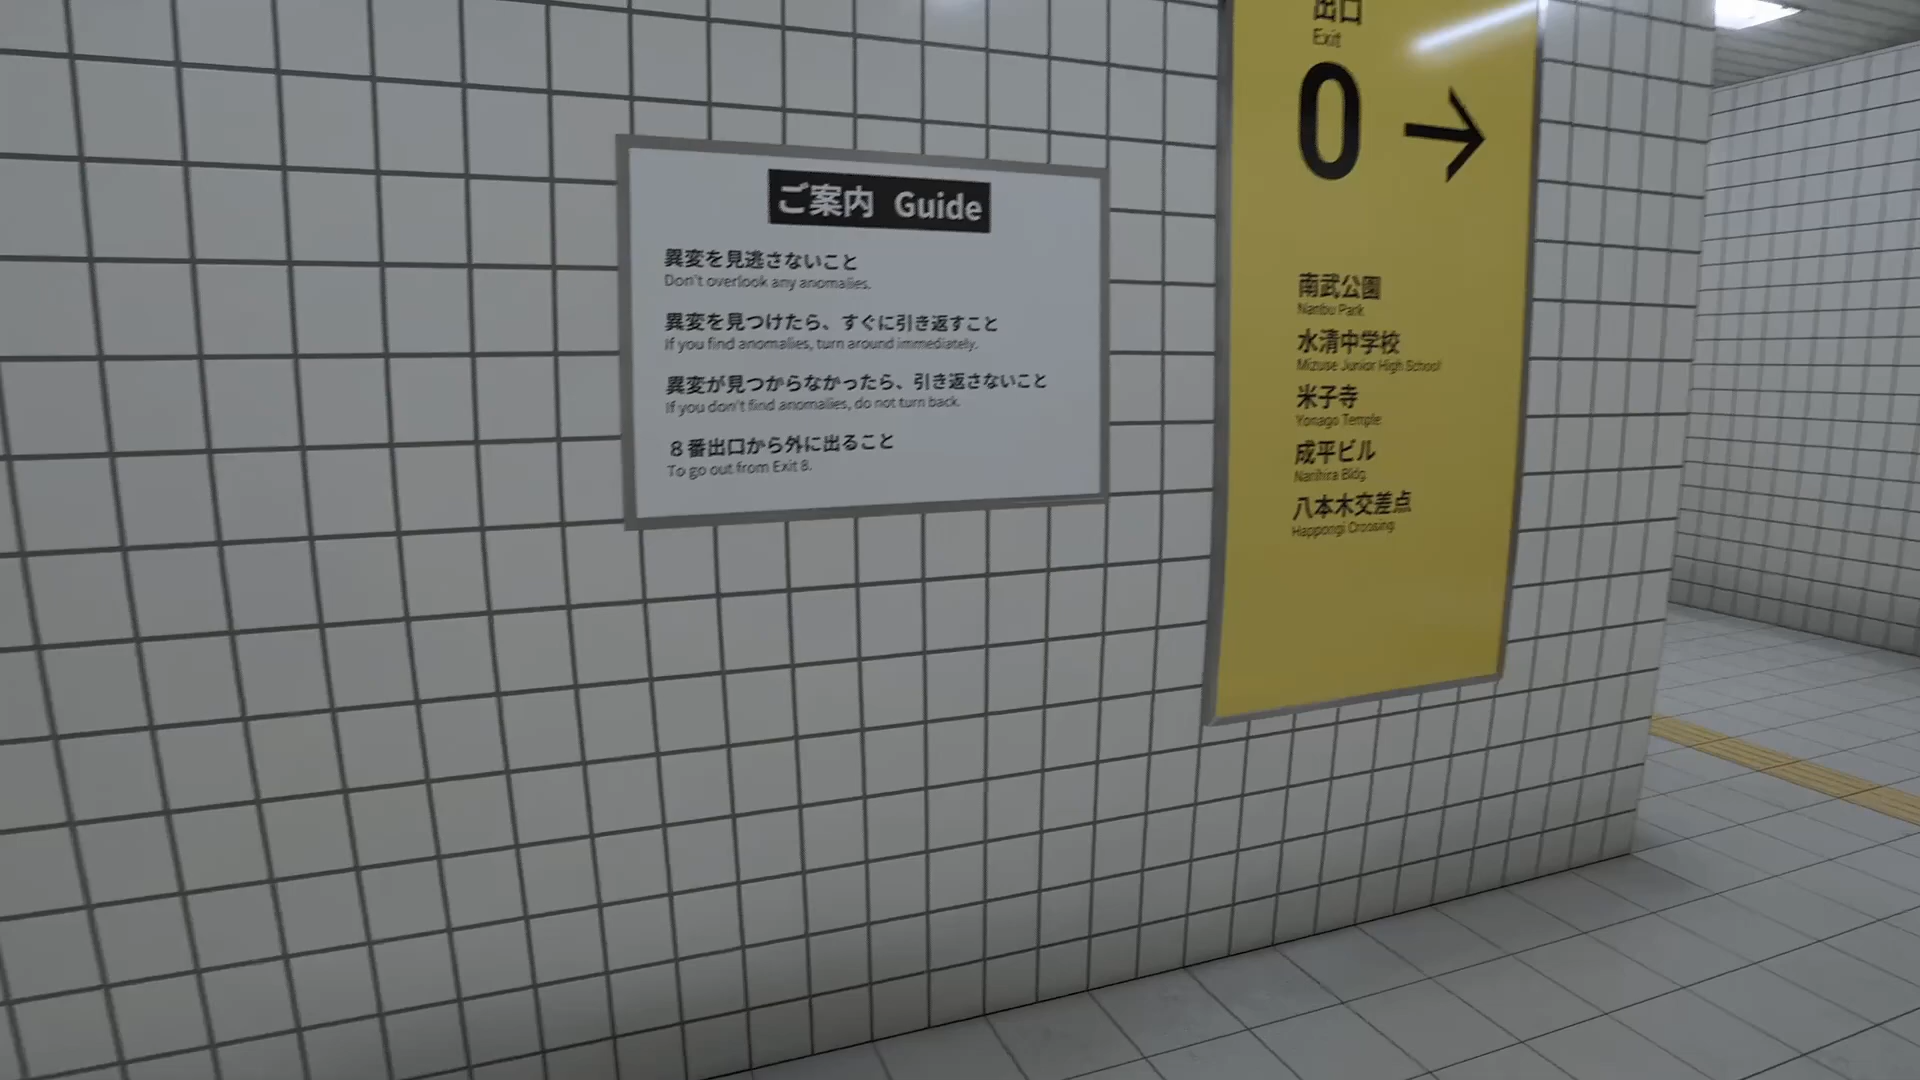 ご案内 Guide
異変を見逃さないこと
Don't overlook any anomalies.
異変を見つけたら、すぐに引き返すこと
If you find anomalies, turn around immediately.
異変が見つからなかったら、引き返さないこと
If you don't find anomalies, do not turn back.
８番出口から外に出ること
To go out from Exit 8.
出口
Exit
0 →
南武公園
Nanbu Park
水清中学校
Mizuse Junior High School
米子寺
Yonago Temple
成平ビル
Narihira Bldg.
八本木交差点
Happongi Croosing